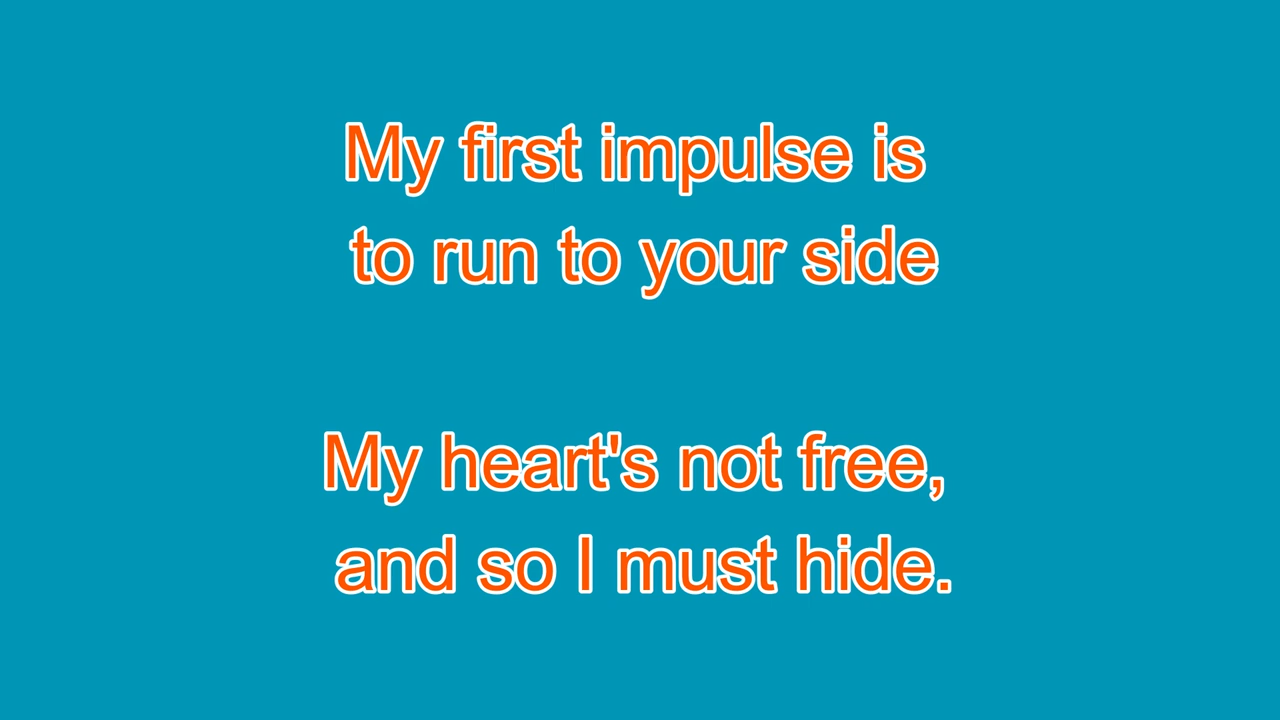 My first impulse is
to run to your side
My heart's not free,
and so I must hide.